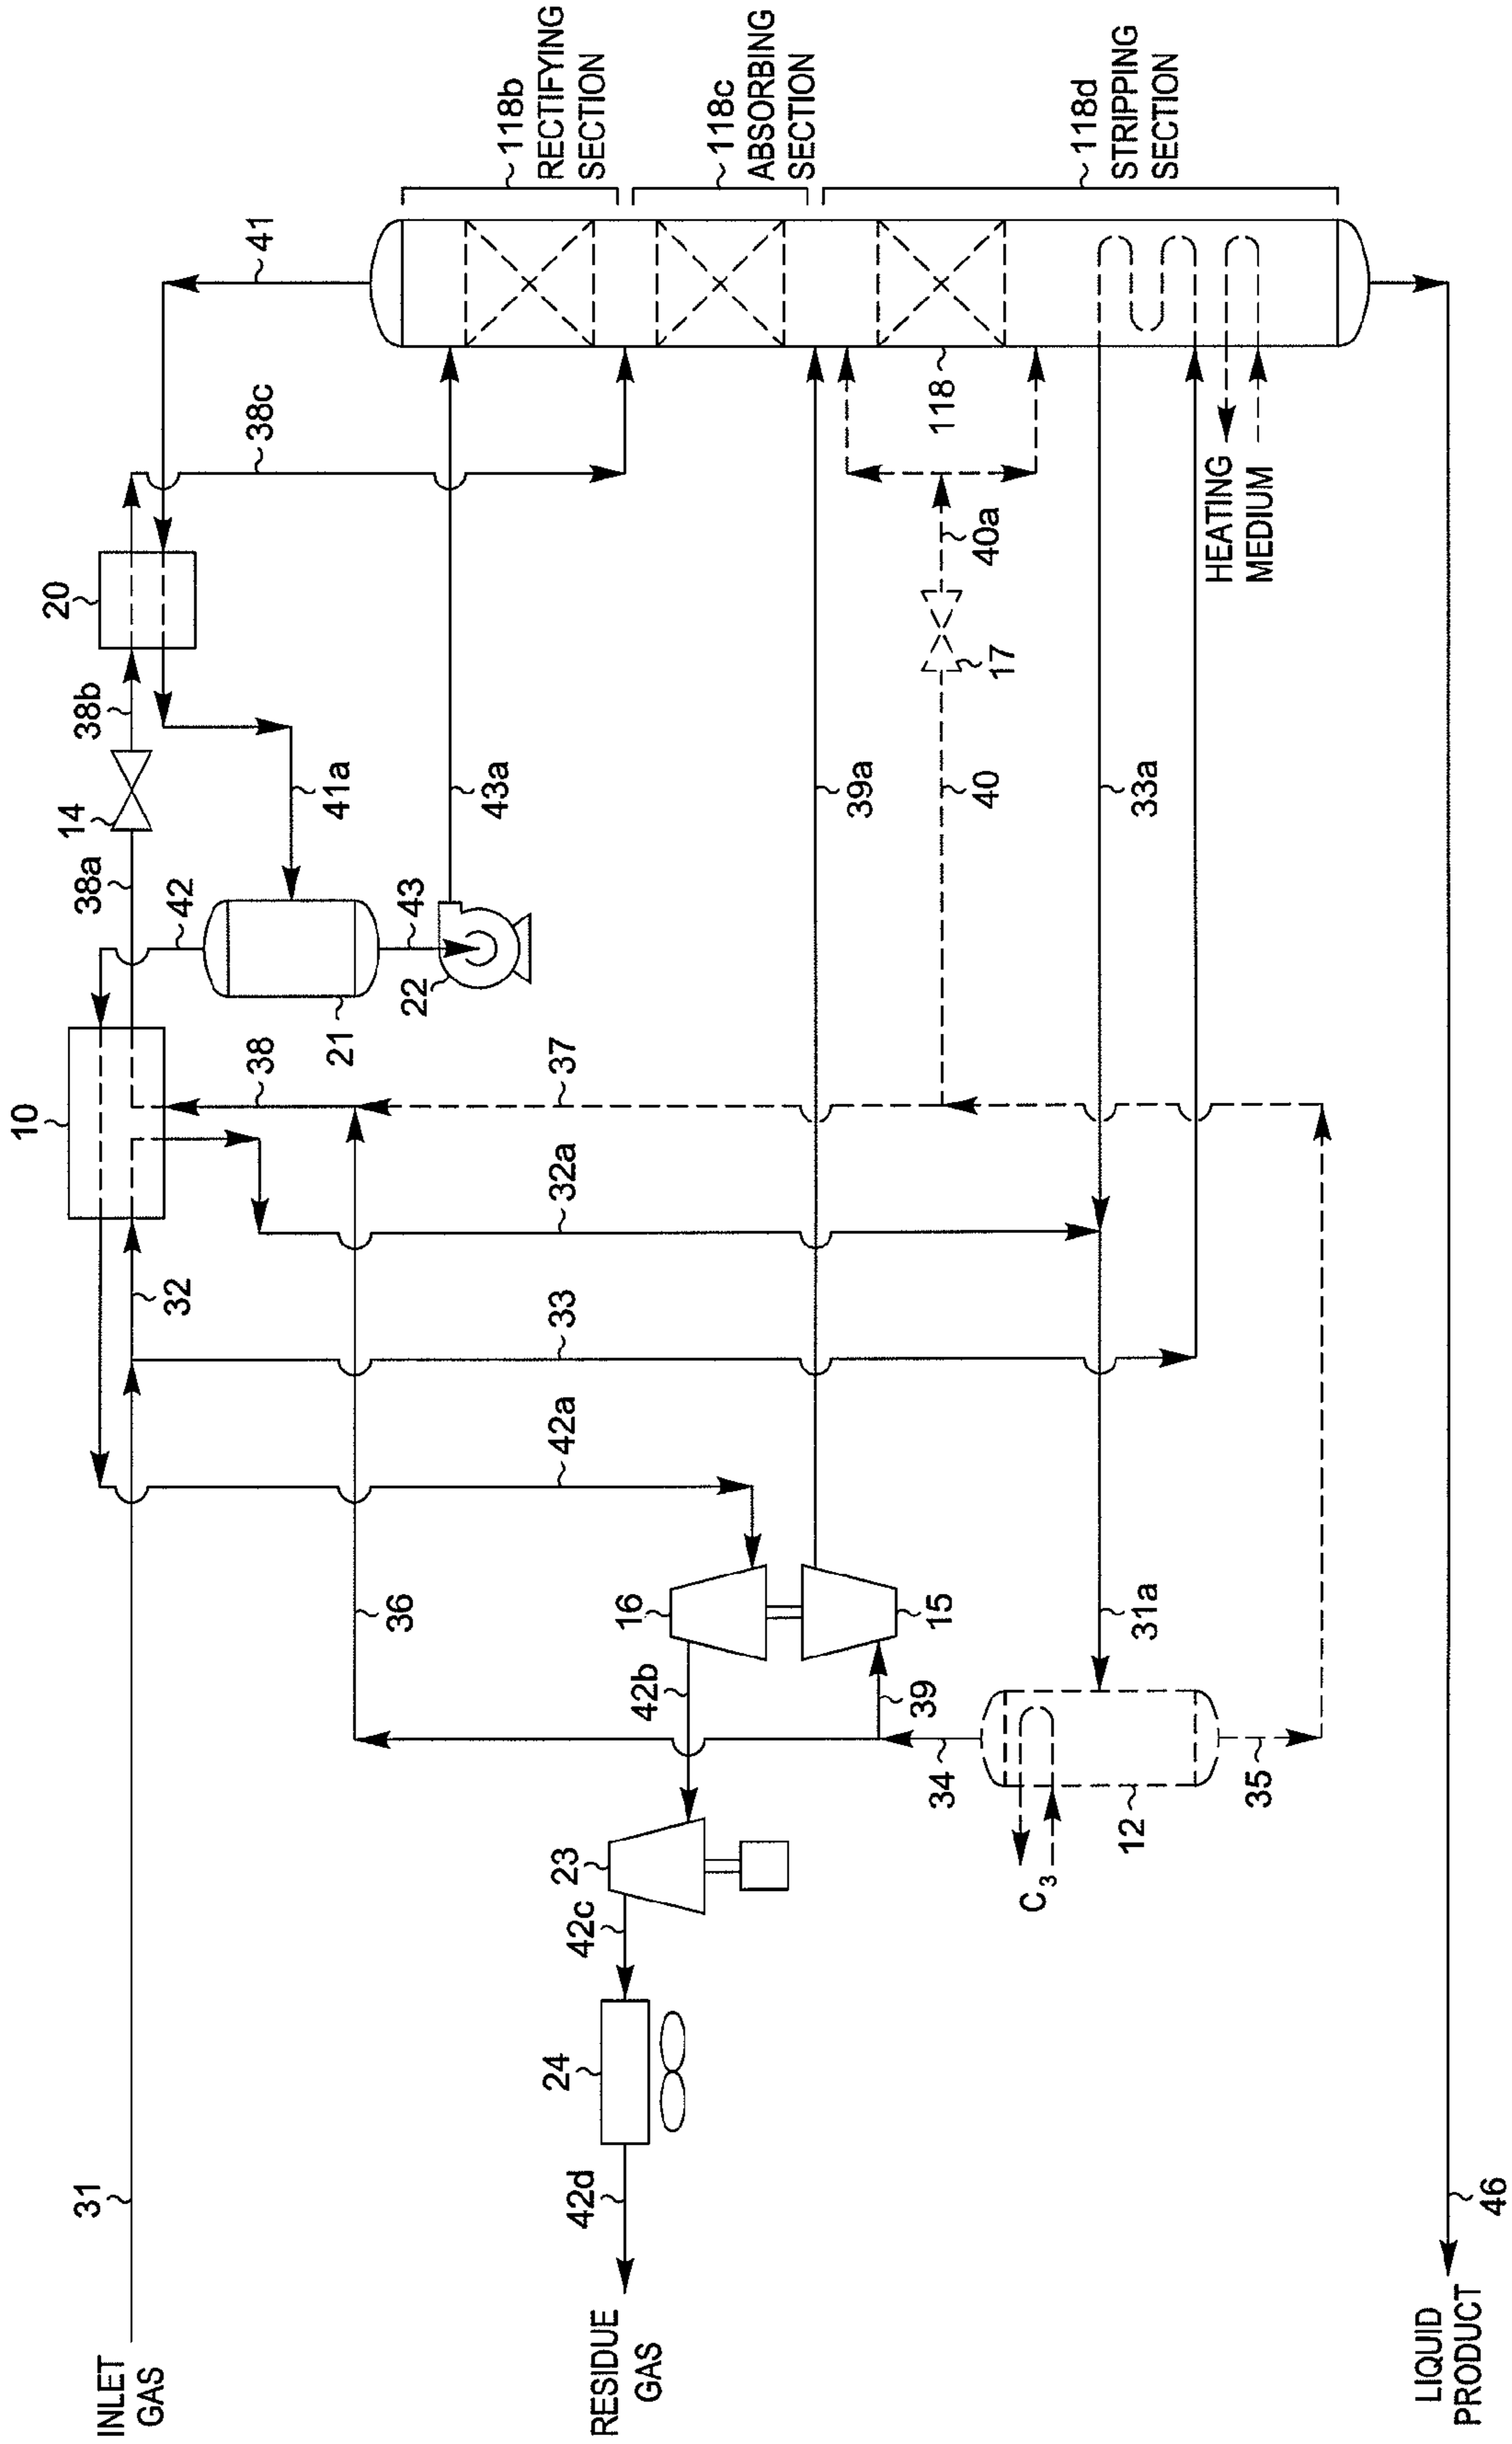 INLET
GAS
31
32
10
38a
14
38b
20
38c
41
42
41a
21
43
22
43a
38
33
32a
37
36
42a
16
15
42b
39
39a
23
42c
24
42d
RESIDUE
GAS
34
35
12
C3
31a
33a
40
17
40a
118
118b
RECTIFYING
SECTION
118c
ABSORBING
SECTION
118d
STRIPPING
SECTION
HEATING
MEDIUM
46
LIQUID
PRODUCT